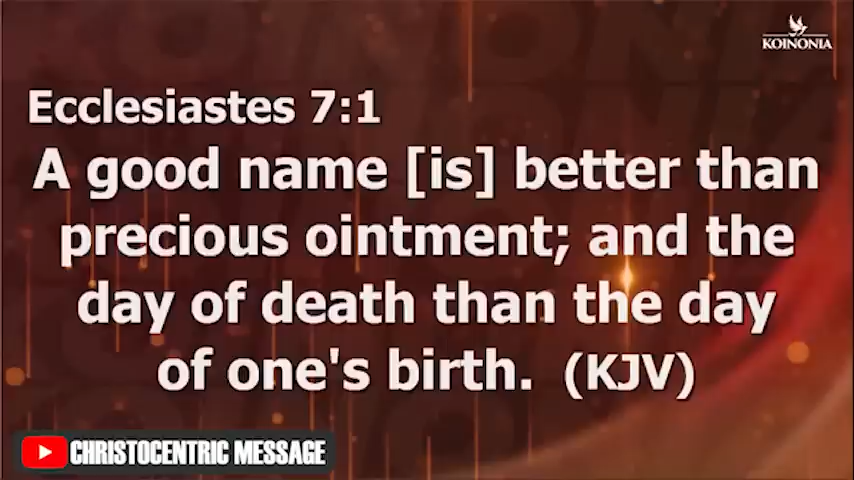 KOINONIA
Ecclesiastes 7:1
A good name [is] better than
precious ointment; and the
day of death than the day
of one's birth. (KJV)
CHRISTOCENTRIC MESSAGE